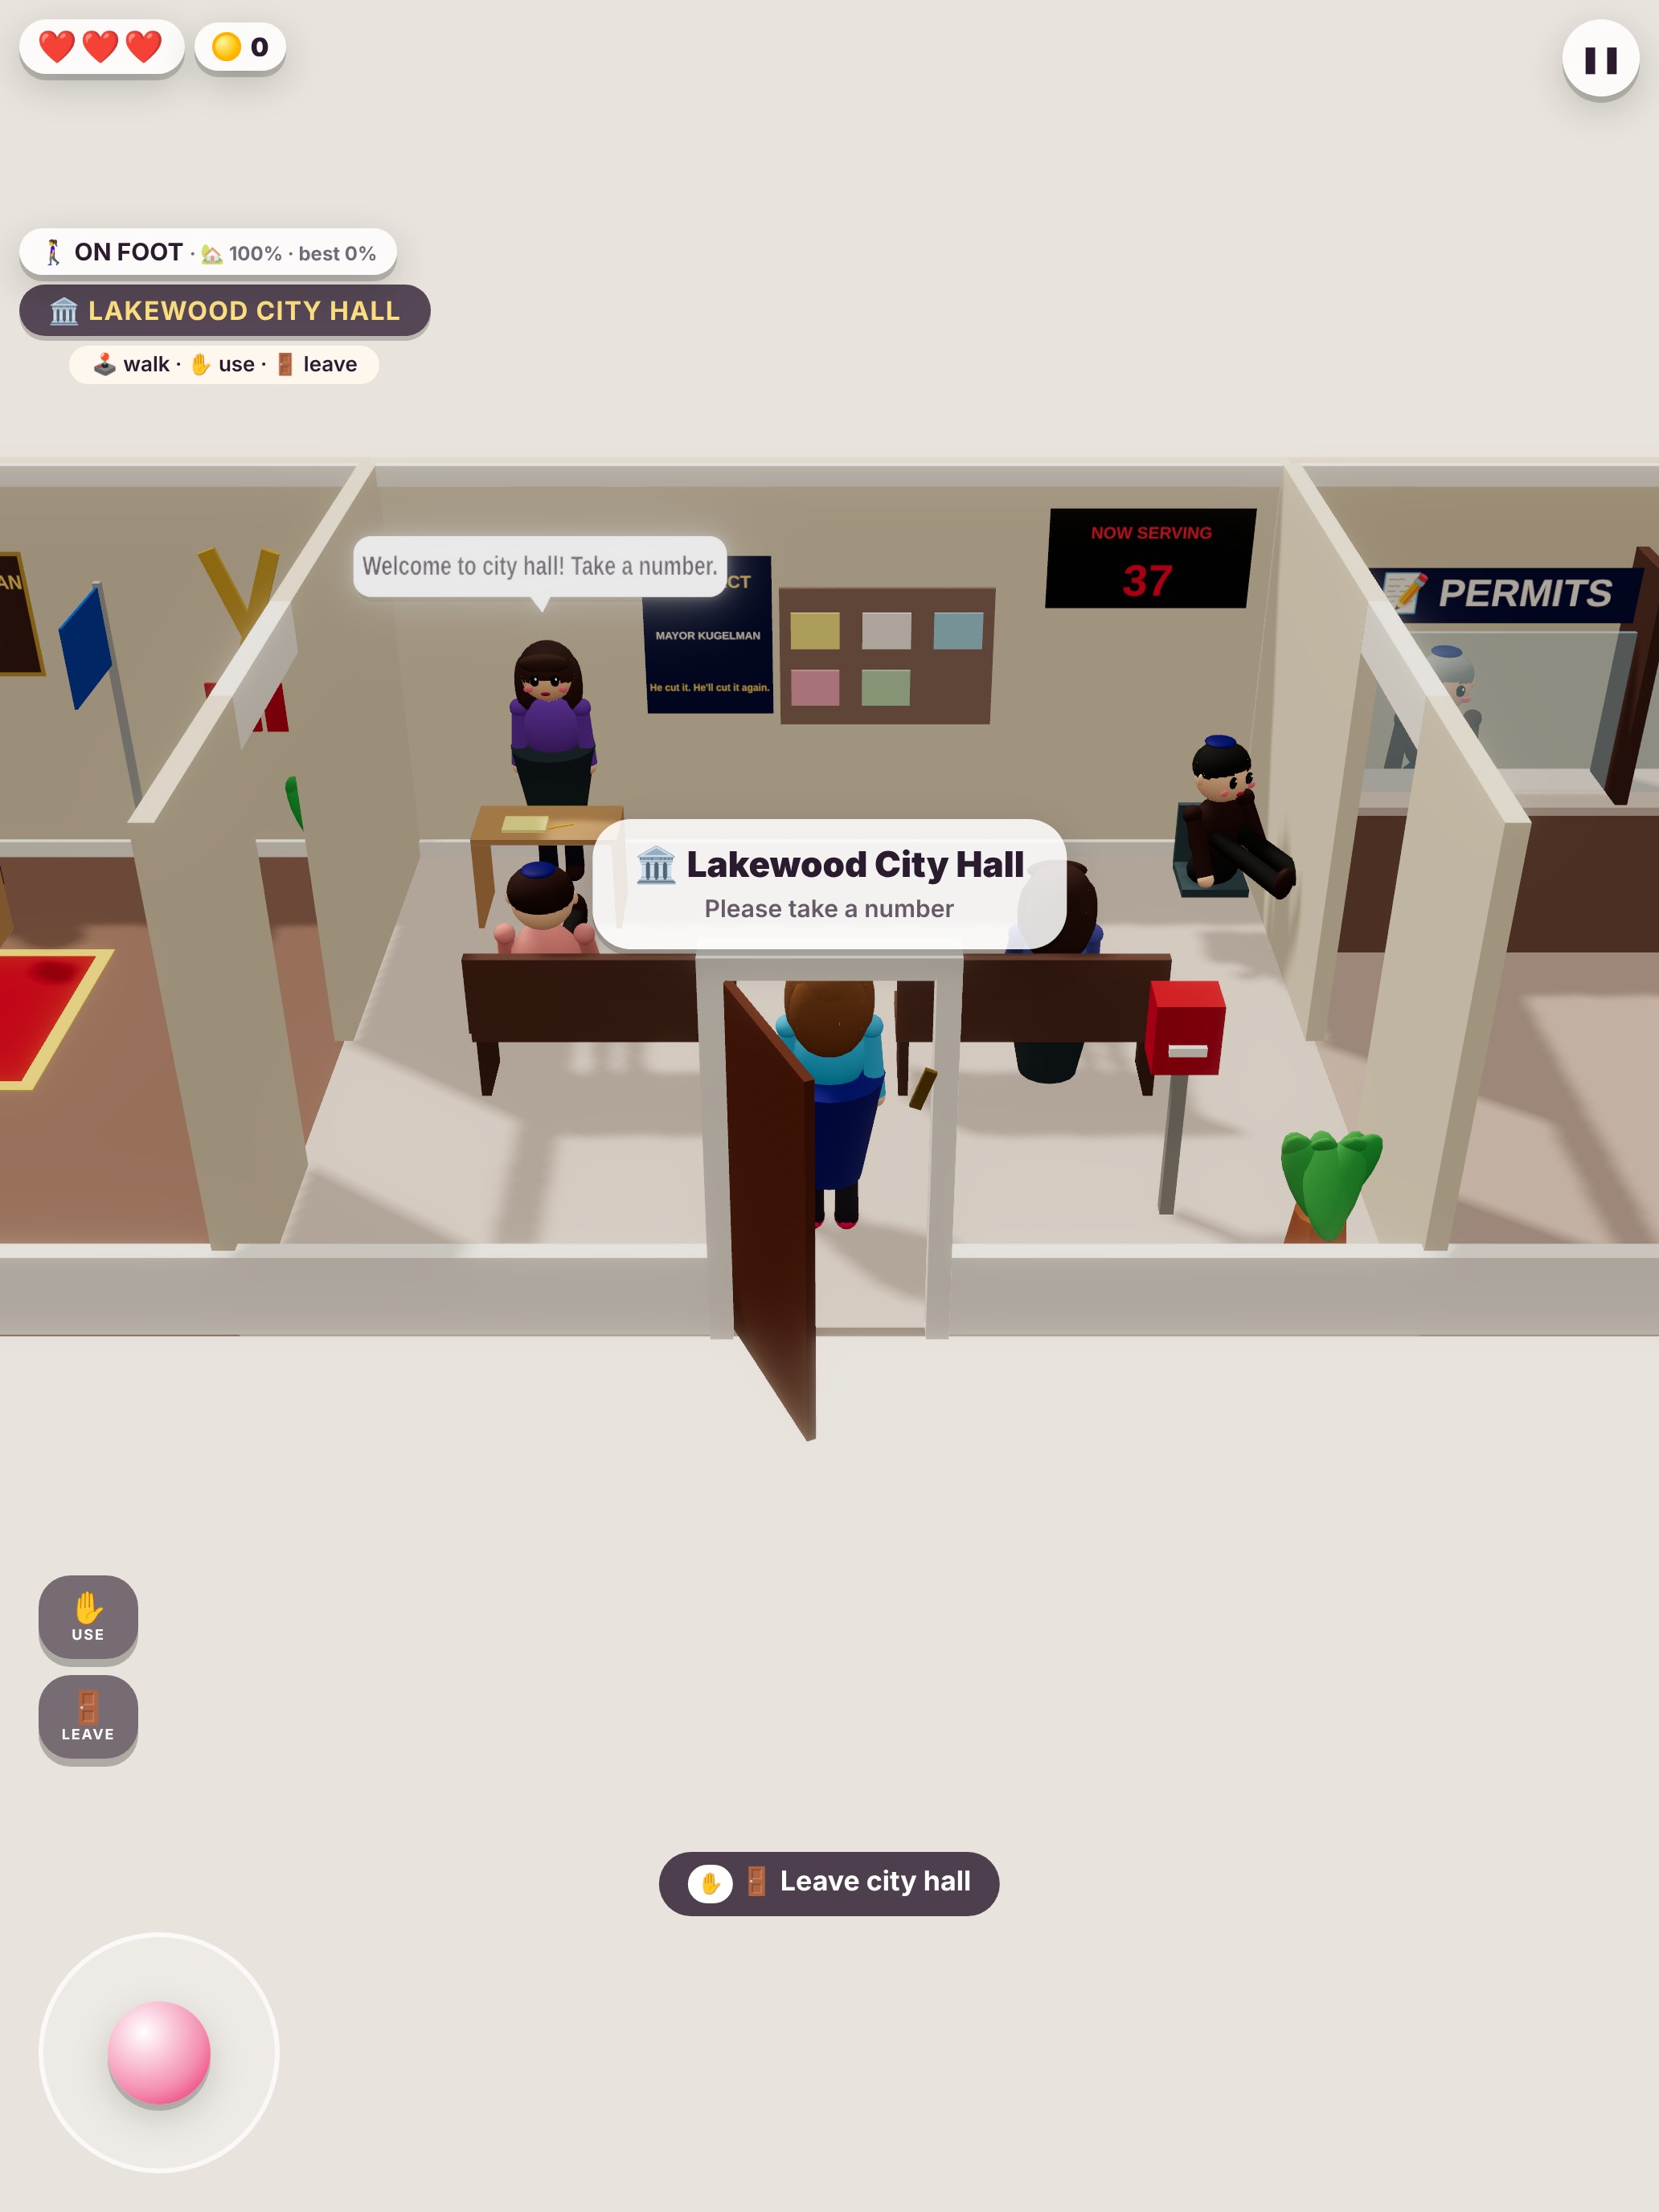 0
ON FOOT · 100% · best 0%
LAKEWOOD CITY HALL
walk · use · leave
AN
Welcome to city hall! Take a number.
CT
MAYOR KUGELMAN
He cut it. He'll cut it again.
NOW SERVING
37
PERMITS
Lakewood City Hall
Please take a number
USE
LEAVE
Leave city hall